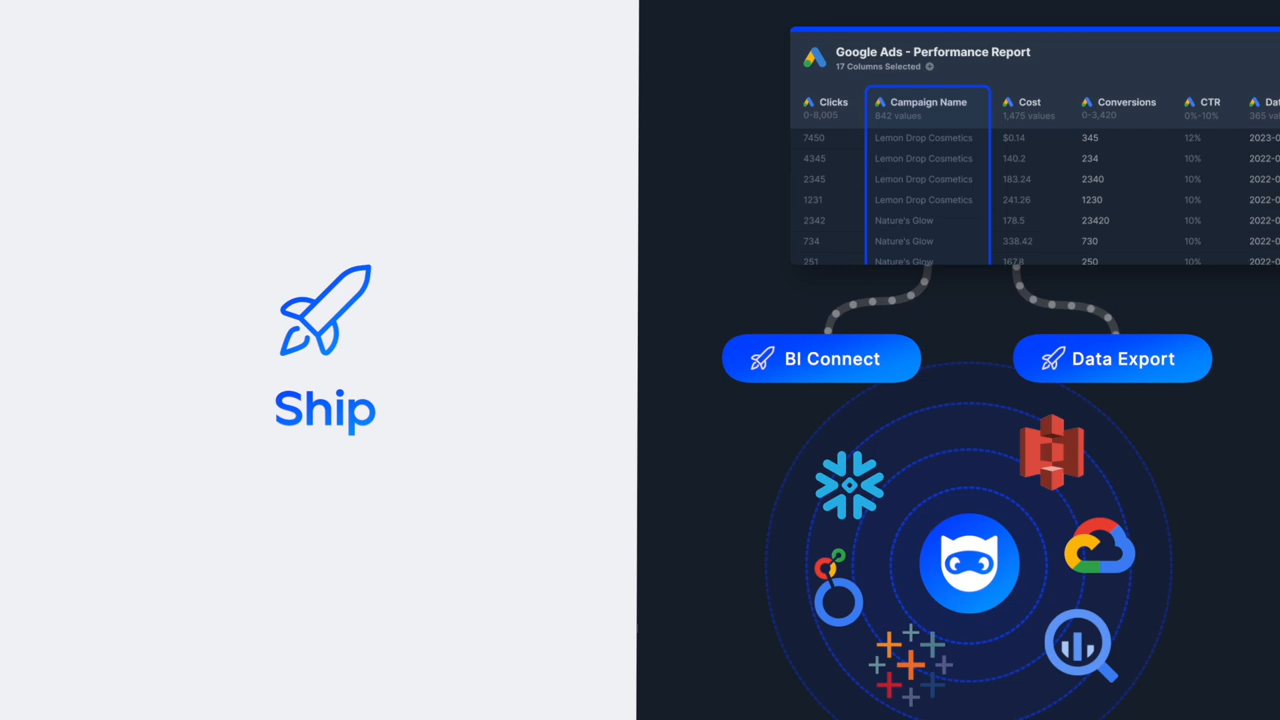 Ship
Google Ads - Performance Report
17 Columns Selected
Clicks Campaign Name Cost Conversions CTR Dat
0-8,005 842 values 1,475 values 0-3,420 0%-10% 365 va
7450 Lemon Drop Cosmetics $0.14 345 12% 2023-0
4345 Lemon Drop Cosmetics 140.2 234 10% 2022-0
2345 Lemon Drop Cosmetics 183.24 2340 10% 2022-0
1231 Lemon Drop Cosmetics 241.26 1230 10% 2022-0
2342 Nature's Glow 178.5 23420 10% 2022-0
734 Nature's Glow 338.42 730 10% 2022-0
251 Nature's Glow 167.8 250 10% 2022-0
BI Connect Data Export